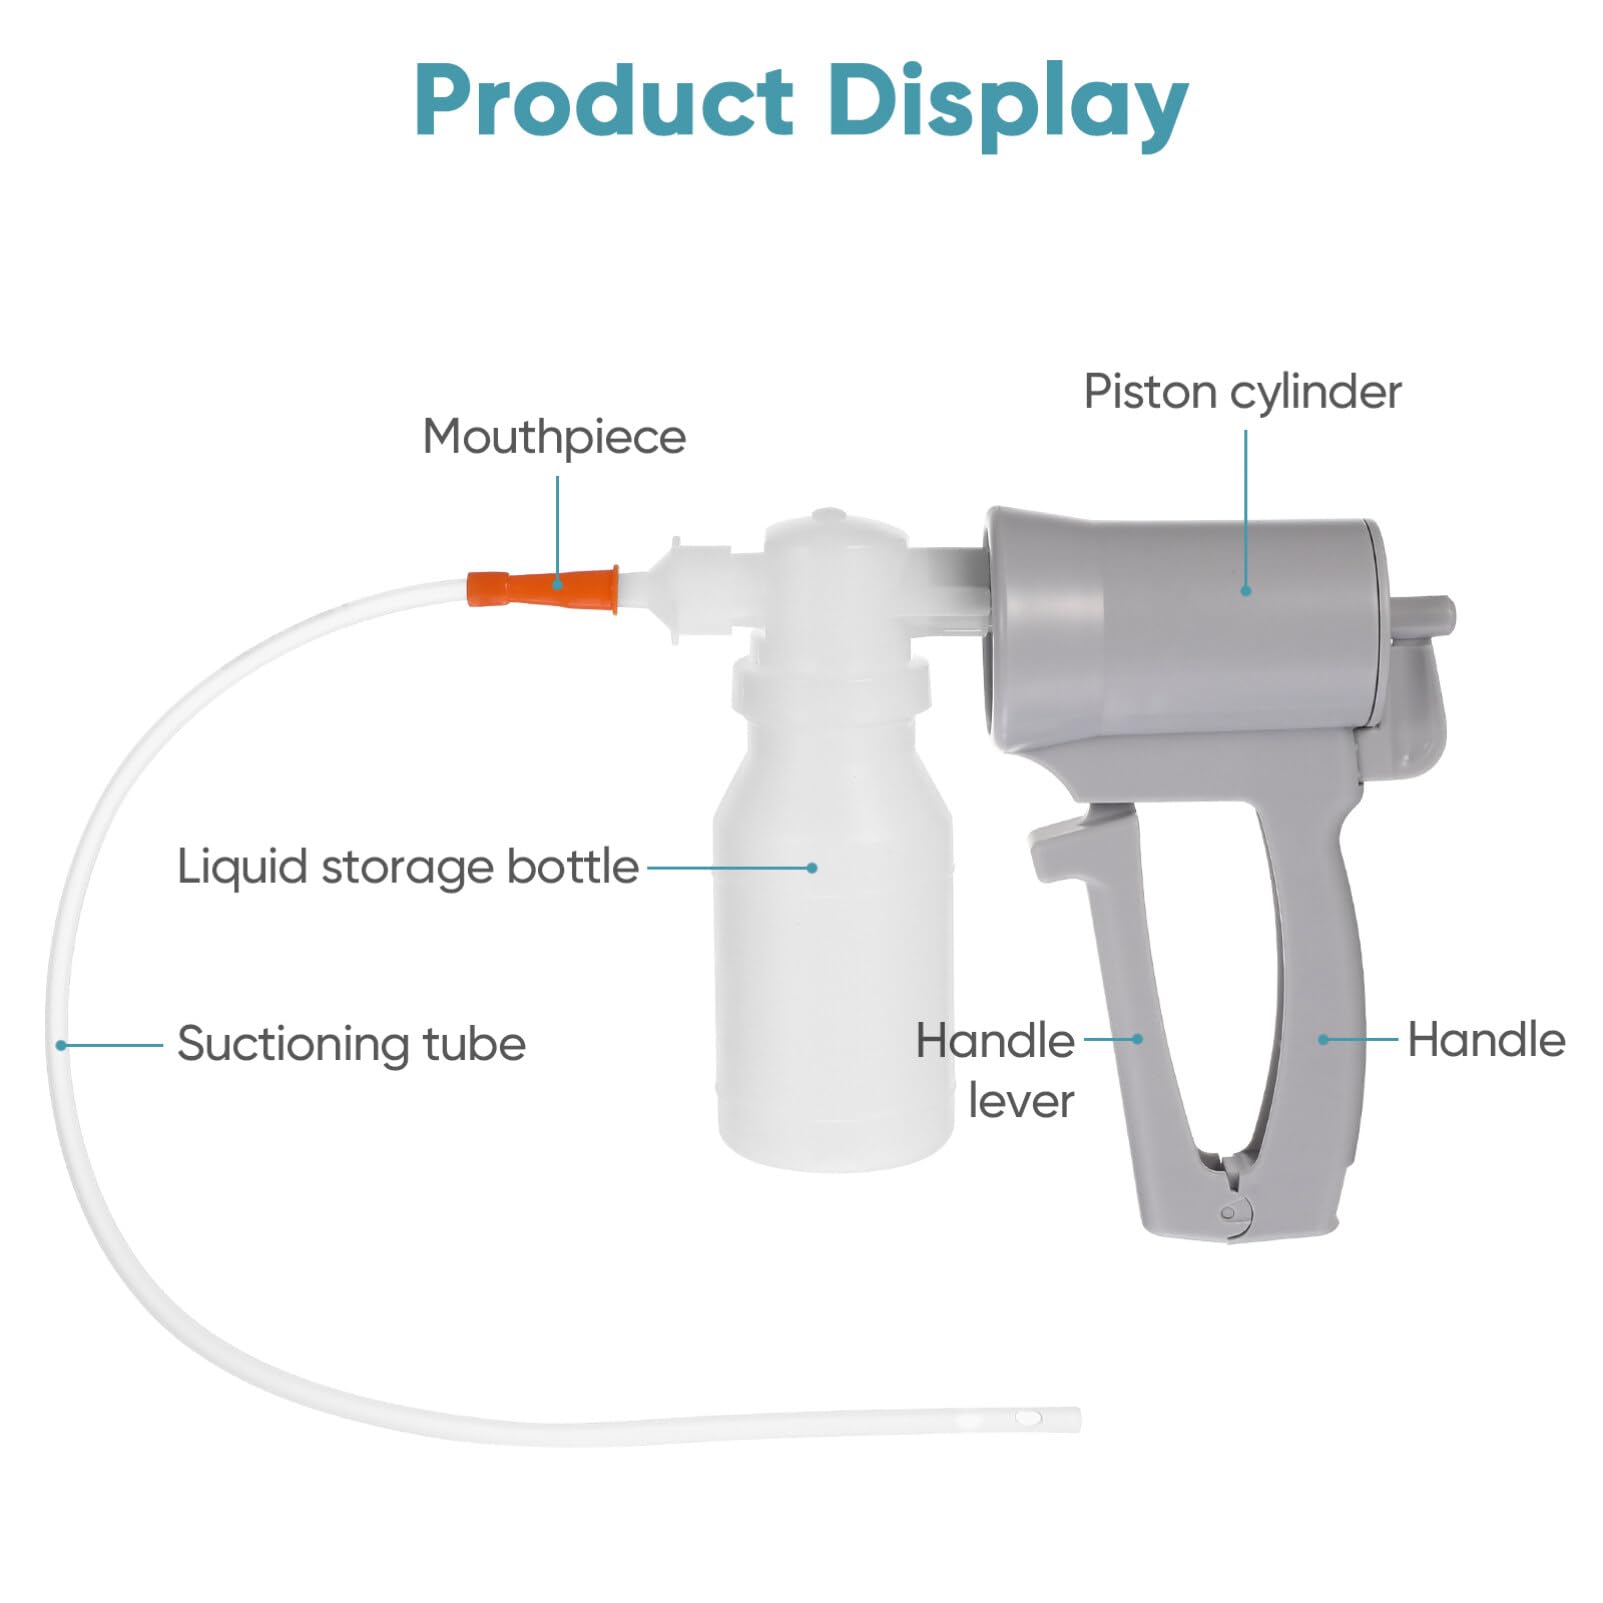 Product Display
Piston cylinder
Mouthpiece
Liquid storage bottle
Suctioning tube
Handle
lever
Handle